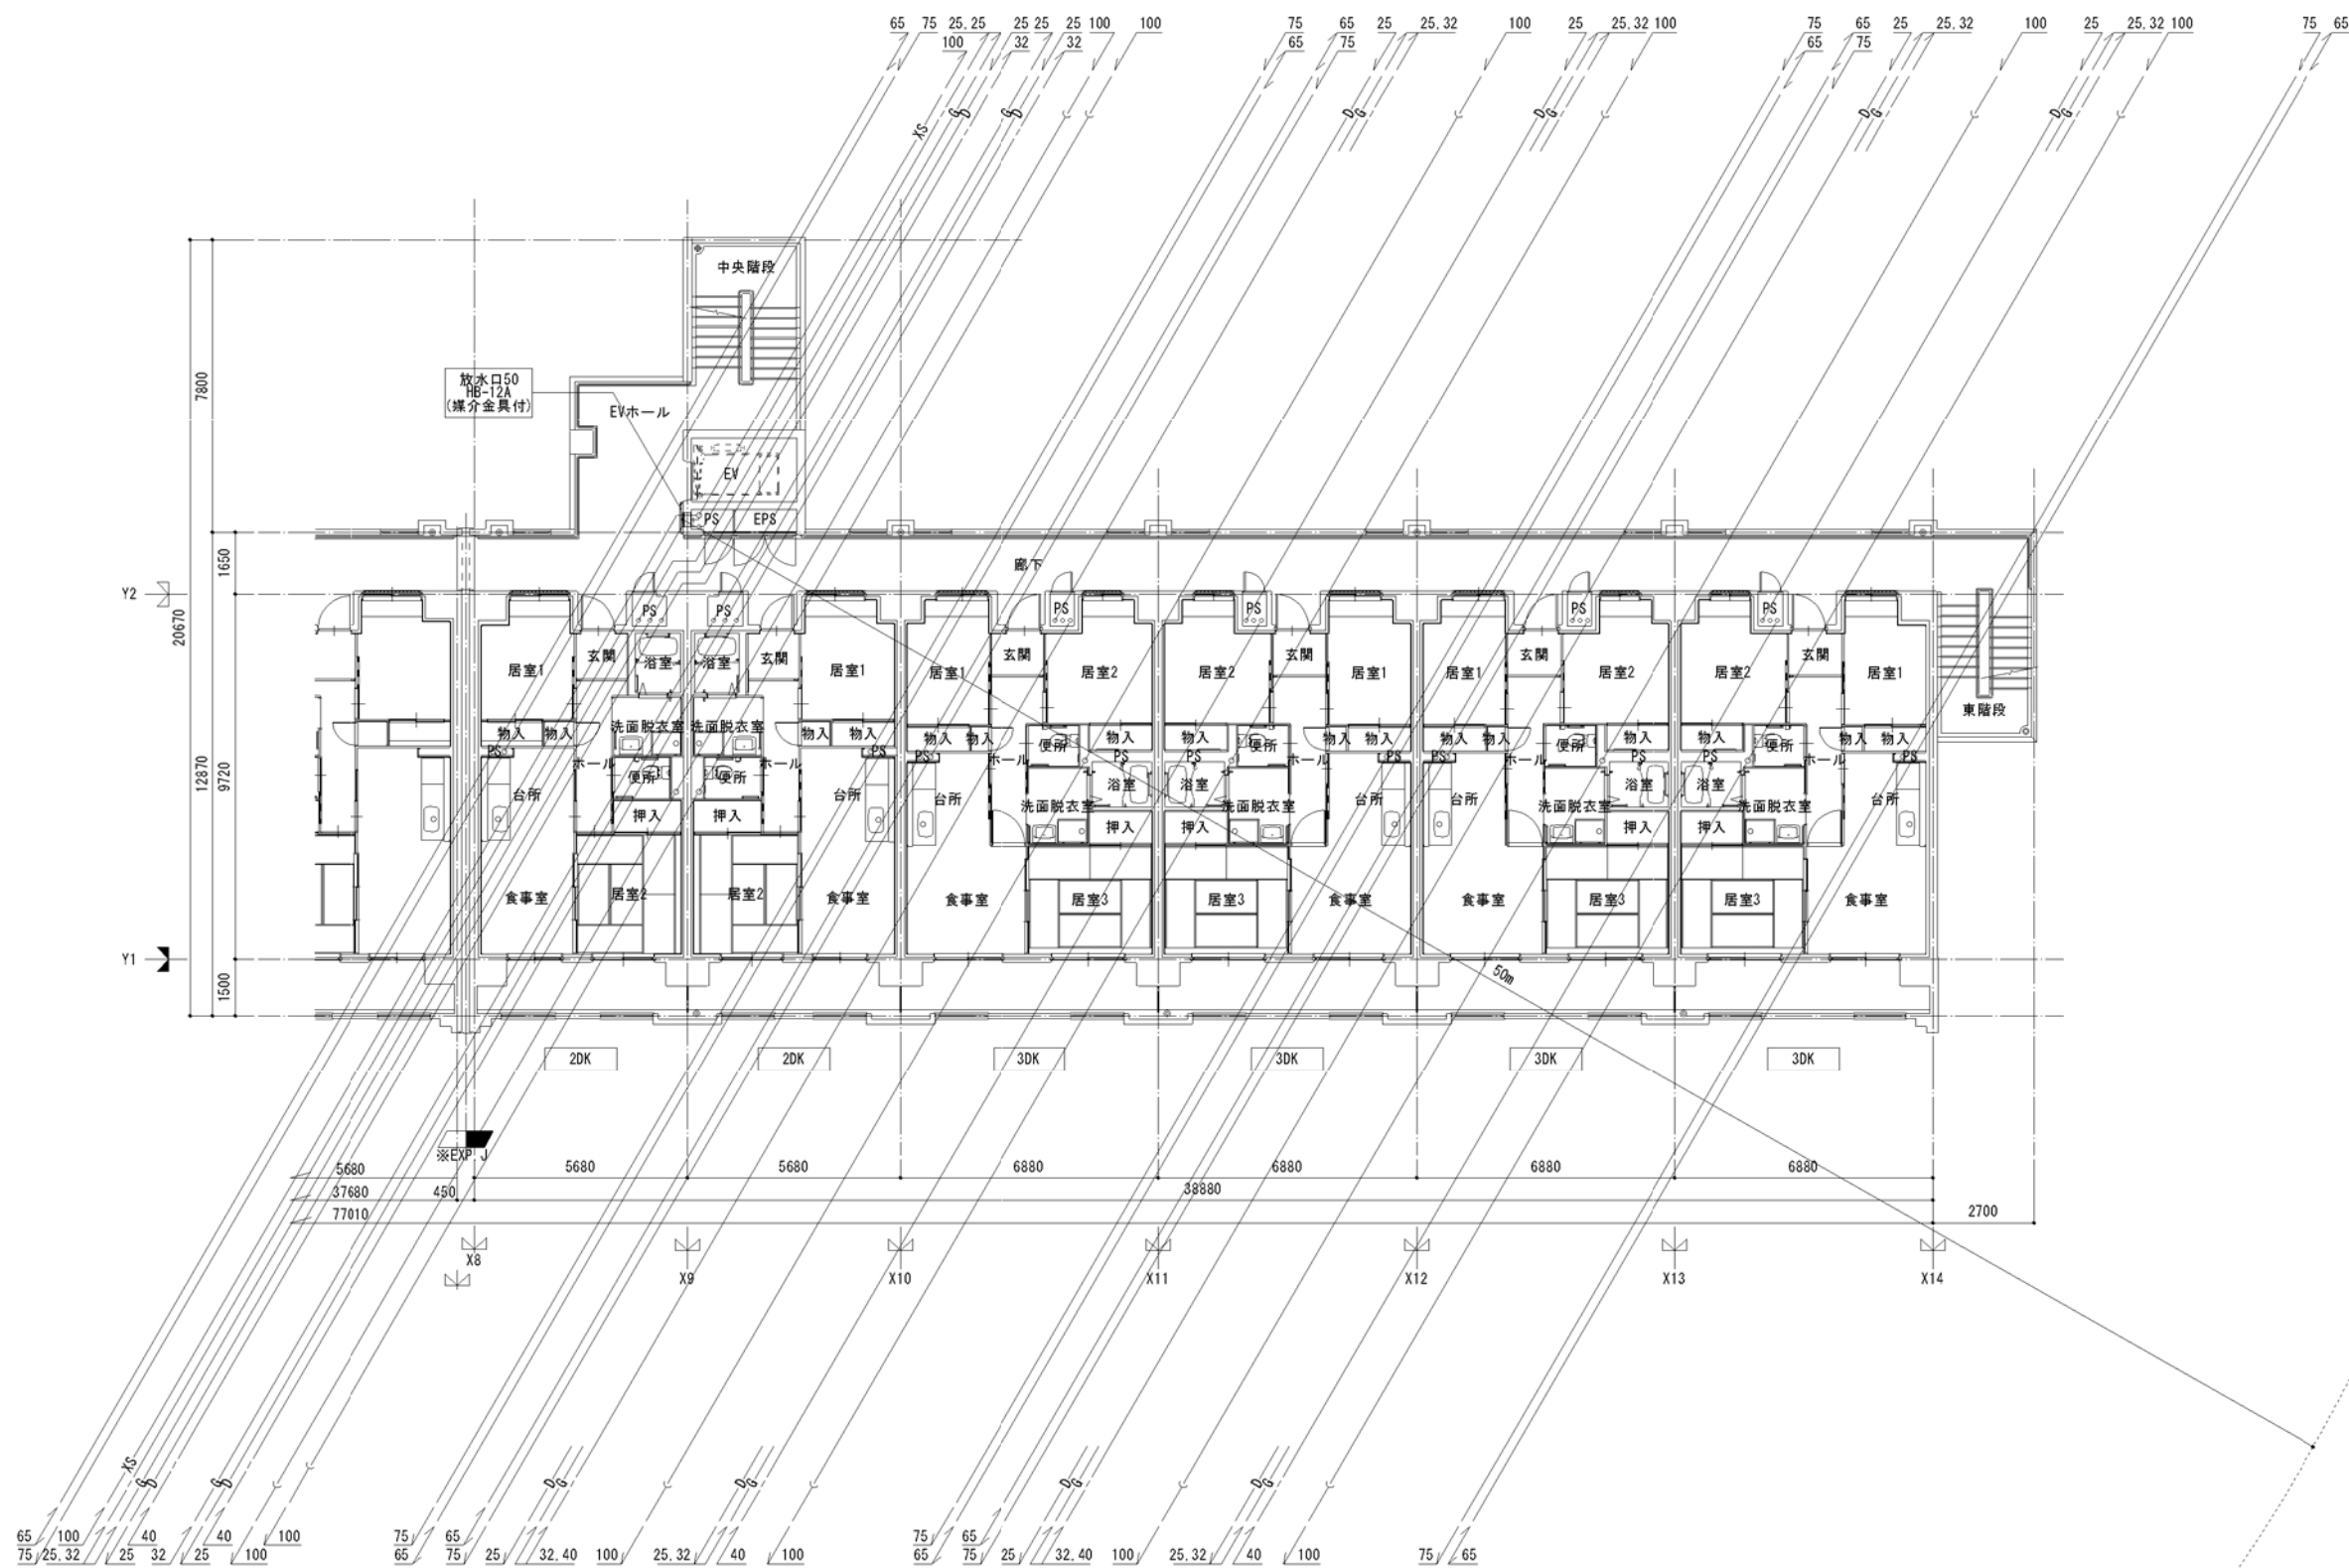 65 75 25,25 25 25 25 100 100 75 65 25 25,32 100 25 25,32 100 75 65 25 25,32 100 25 25,32 100 75 65
100 32 32 65 75 65 75
XS G D G D C C D G C D G C D G C D G C
中央階段
放水口50
HB-12A
(媒介金具付)
EVホール
7800
EV
PS EPS
廊下
1650
Y2
20670
PS PS PS PS PS PS
玄関 浴室 浴室 玄関 玄関 玄関 玄関 玄関
居室1 居室1 居室1 居室2 居室2 居室1 居室1 居室2 居室2 居室1
東階段
洗面脱衣室 洗面脱衣室
物入 物入 物入 物入 物入 物入 物入 物入 物入 物入 物入 物入 物入 物入 物入 物入
便所 便所 便所 便所
PS PS PS PS PS PS PS PS PS PS
ホール ホール ホール ホール ホール ホール
12870
9720
便所 便所
浴室 浴室 浴室 浴室
台所 台所 台所 台所 台所 台所
洗面脱衣室 洗面脱衣室 洗面脱衣室 洗面脱衣室
押入 押入 押入 押入 押入 押入
食事室 居室2 居室2 食事室 食事室 居室3 居室3 食事室 食事室 居室3 居室3 食事室
Y1
1500
50m
2DK 2DK 3DK 3DK 3DK 3DK
※EXP.J
5680 5680 5680 6880 6880 6880 6880
37680 450 38880
77010 2700
X8
X9 X10 X11 X12 X13 X14
XS G D G D C C D G C D G C D G C D G C
65 100 40 40 100 75 65 75 65
75 25,32 25 32 25 100 65 75 25 32,40 100 25,32 40 100 65 75 25 32,40 100 25,32 40 100 75 65